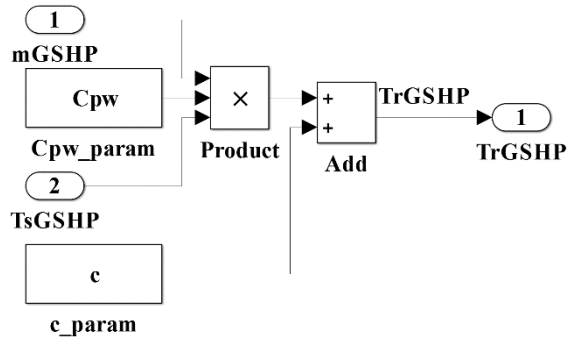 1
mGSHP
Cpw
Cpw_param
2
TsGSHP
c
c_param
×
Product
+
+
Add
TrGSHP
1
TrGSHP